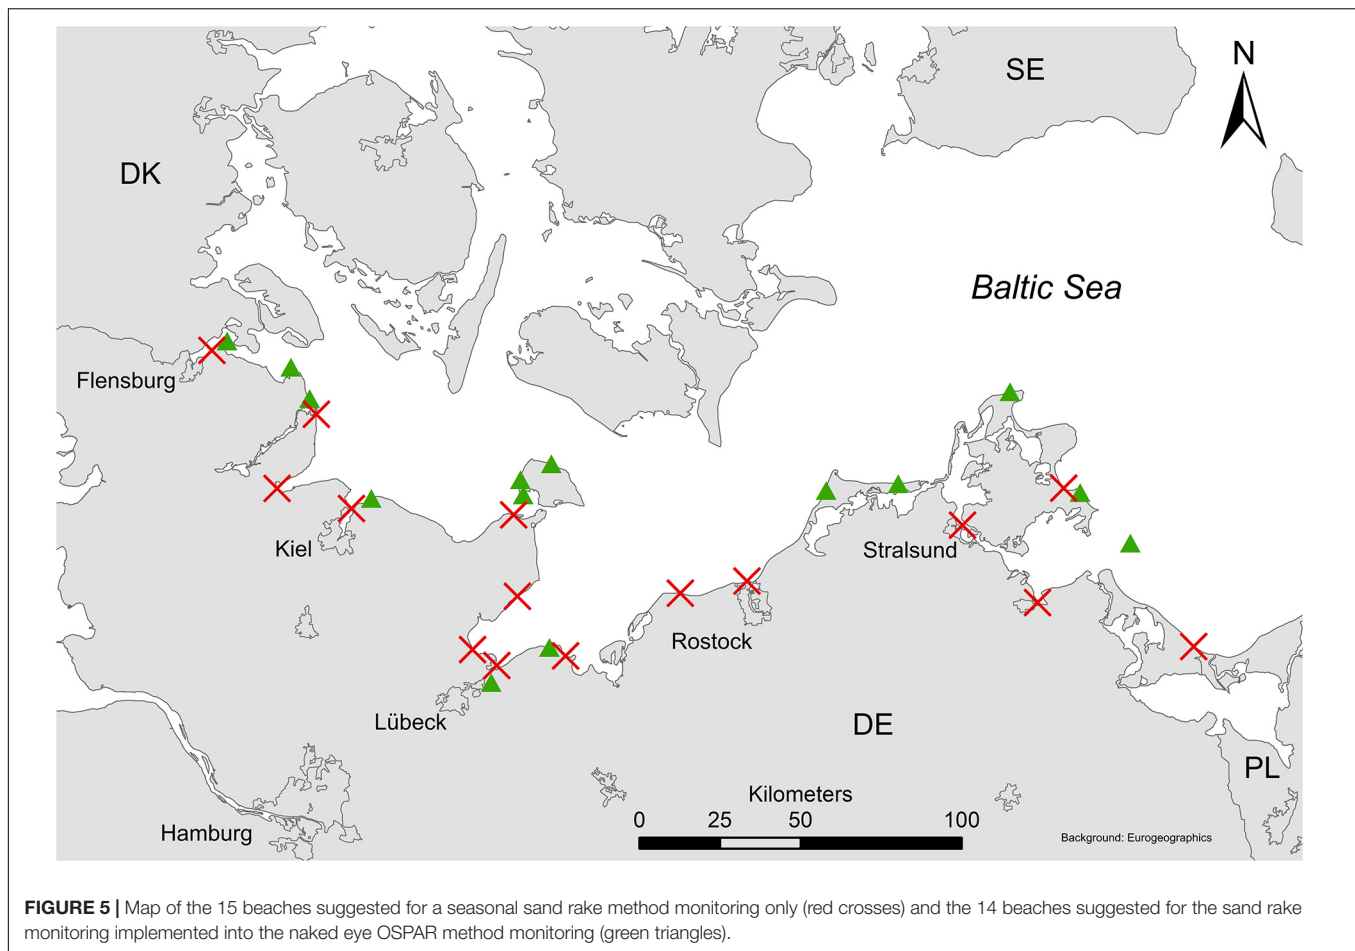 SE
N
DK
Baltic Sea
Flensburg
Kiel
Stralsund
Rostock
Lübeck
DE
PL
Kilometers
0 25 50 100
Hamburg
Background: Eurogeographics
FIGURE 5 | Map of the 15 beaches suggested for a seasonal sand rake method monitoring only (red crosses) and the 14 beaches suggested for the sand rake
monitoring implemented into the naked eye OSPAR method monitoring (green triangles).